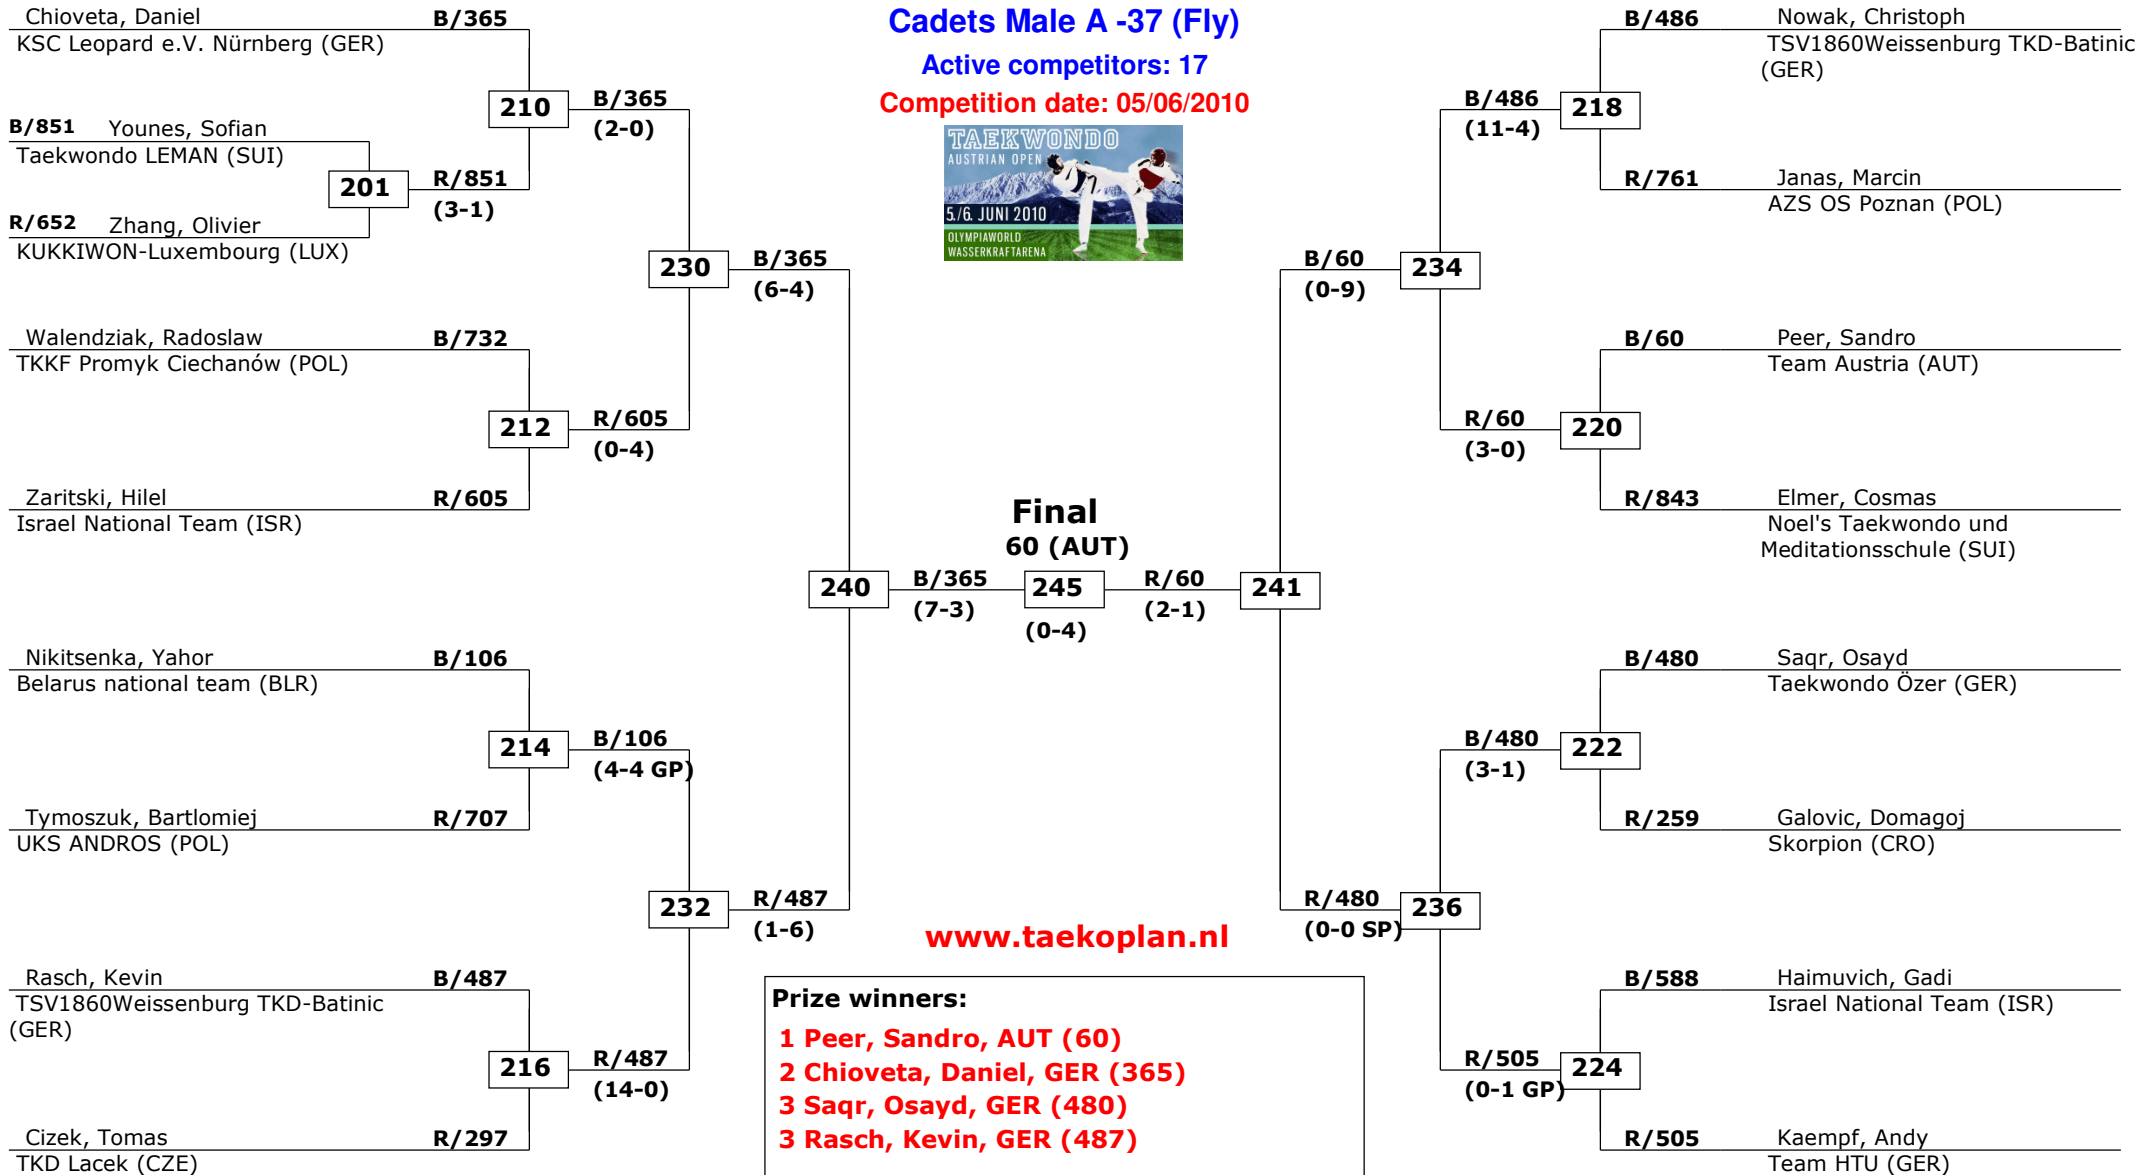 Cadets Male A -37 (Fly)
Active competitors: 17
Competition date: 05/06/2010
TAEKWONDO
AUSTRIAN OPEN
5./6. JUNI 2010
OLYMPIAWORLD
WASSERKRAFTARENA
Chioveta, Daniel B/365
KSC Leopard e.V. Nürnberg (GER)
210 B/365
(2-0)
B/851 Younes, Sofian
Taekwondo LEMAN (SUI)
201 R/851
(3-1)
R/652 Zhang, Olivier
KUKKIWON-Luxembourg (LUX)
230 B/365
(6-4)
Walendziak, Radoslaw B/732
TKKF Promyk Ciechanów (POL)
212 R/605
(0-4)
Zaritski, Hilel R/605
Israel National Team (ISR)
240 B/365
(7-3)
Nikitsenka, Yahor B/106
Belarus national team (BLR)
214 B/106
(4-4 GP)
Tymoszuk, Bartlomiej R/707
UKS ANDROS (POL)
232 R/487
(1-6)
Rasch, Kevin B/487
TSV1860Weissenburg TKD-Batinic
(GER)
216 R/487
(14-0)
Cizek, Tomas R/297
TKD Lacek (CZE)
Final
60 (AUT)
245
(0-4)
B/486 Nowak, Christoph
TSV1860Weissenburg TKD-Batinic
(GER)
B/486 218
(11-4)
R/761 Janas, Marcin
AZS OS Poznan (POL)
B/60 234
(0-9)
B/60 Peer, Sandro
Team Austria (AUT)
R/60 220
(3-0)
R/843 Elmer, Cosmas
Noel's Taekwondo und
Meditationsschule (SUI)
R/60 241
(2-1)
B/480 Saqr, Osayd
Taekwondo Özer (GER)
B/480 222
(3-1)
R/259 Galovic, Domagoj
Skorpion (CRO)
R/480 236
(0-0 SP)
B/588 Haimuvich, Gadi
Israel National Team (ISR)
R/505 224
(0-1 GP)
R/505 Kaempf, Andy
Team HTU (GER)
www.taekoplan.nl
Prize winners:
1 Peer, Sandro, AUT (60)
2 Chioveta, Daniel, GER (365)
3 Saqr, Osayd, GER (480)
3 Rasch, Kevin, GER (487)